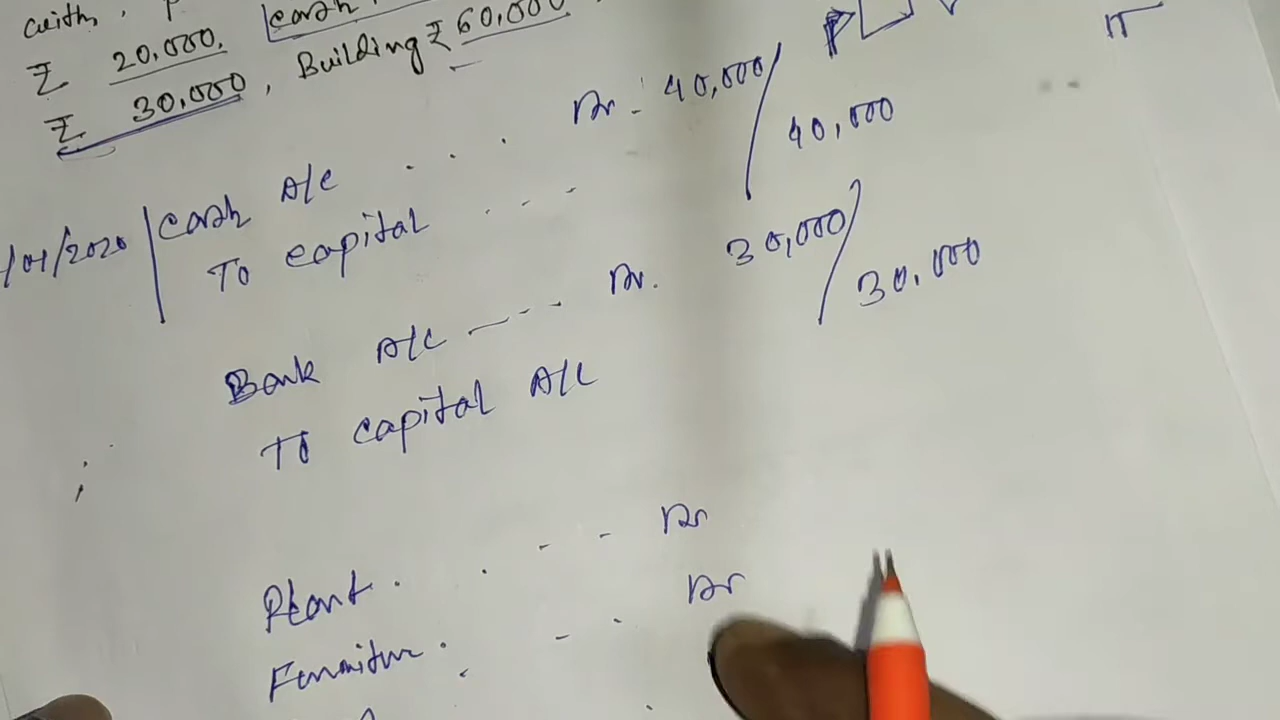 with,
₹ 20,000. Cash
₹ 30,000, Building ₹ 60,000
/01/2020 Cash A/c . . . Dr. 40,000
To capital . - - 40,000
Bank A/c - - - - Dr. 30,000
To capital A/c 30,000
Plant . . - - Dr
Furnitur . - . Dr